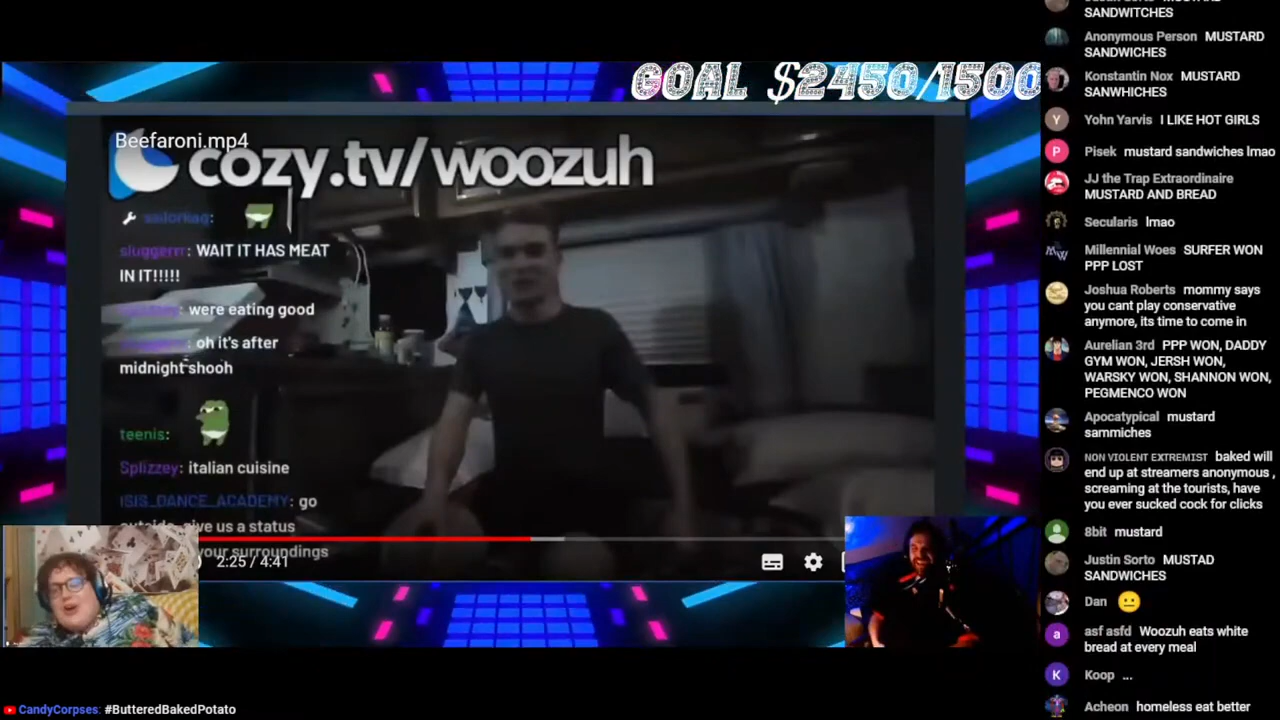 SANDWITCHES
Anonymous Person MUSTARD
SANDWICHES
Konstantin Nox MUSTARD
SANWHICHES
Y Yohn Yarvis I LIKE HOT GIRLS
P Pisek mustard sandwiches lmao
JJ the Trap Extraordinaire
MUSTARD AND BREAD
Secularis lmao
Millennial Woes SURFER WON
PPP LOST
Joshua Roberts mommy says
you cant play conservative
anymore, its time to come in
Aurelian 3rd PPP WON, DADDY
GYM WON, JERSH WON,
WARSKY WON, SHANNON WON,
PEGMENCO WON
Apocatypical mustard
sammiches
NON VIOLENT EXTREMIST baked will
end up at streamers anonymous ,
screaming at the tourists, have
you ever sucked cock for clicks
8bit mustard
Justin Sorto MUSTAD
SANDWICHES
Dan
a asf asfd Woozuh eats white
bread at every meal
K Koop ...
Acheon homeless eat better
GOAL $2450/1500
Beefaroni.mp4
cozy.tv/woozuh
sluggerrr: WAIT IT HAS MEAT
IN IT!!!!!
were eating good
: oh it's after
midnight shooh
teenis:
Splizzey: italian cuisine
ISIS_DANCE_ACADEMY: go
outside, give us a status
your surroundings
2:25 / 4:41
CandyCorpses: #ButteredBakedPotato